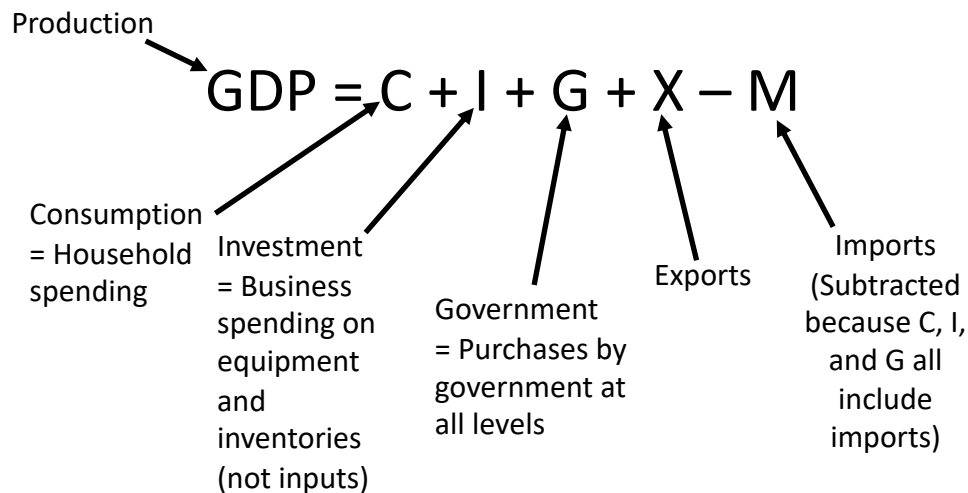 Production
GDP = C + I + G + X – M
Consumption
= Household
spending
Investment
= Business
spending on
equipment
and
inventories
(not inputs)
Government
= Purchases by
government at
all levels
Exports
Imports
(Subtracted
because C, I,
and G all
include
imports)